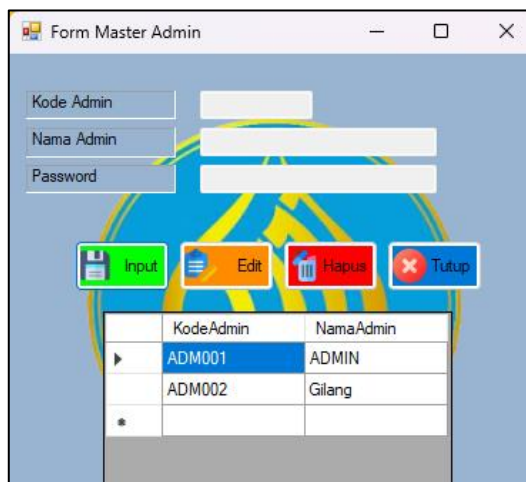 Form Master Admin
Kode Admin
Nama Admin
Password
Input Edit Hapus Tutup
KodeAdmin NamaAdmin
ADM001 ADMIN
ADM002 Gilang